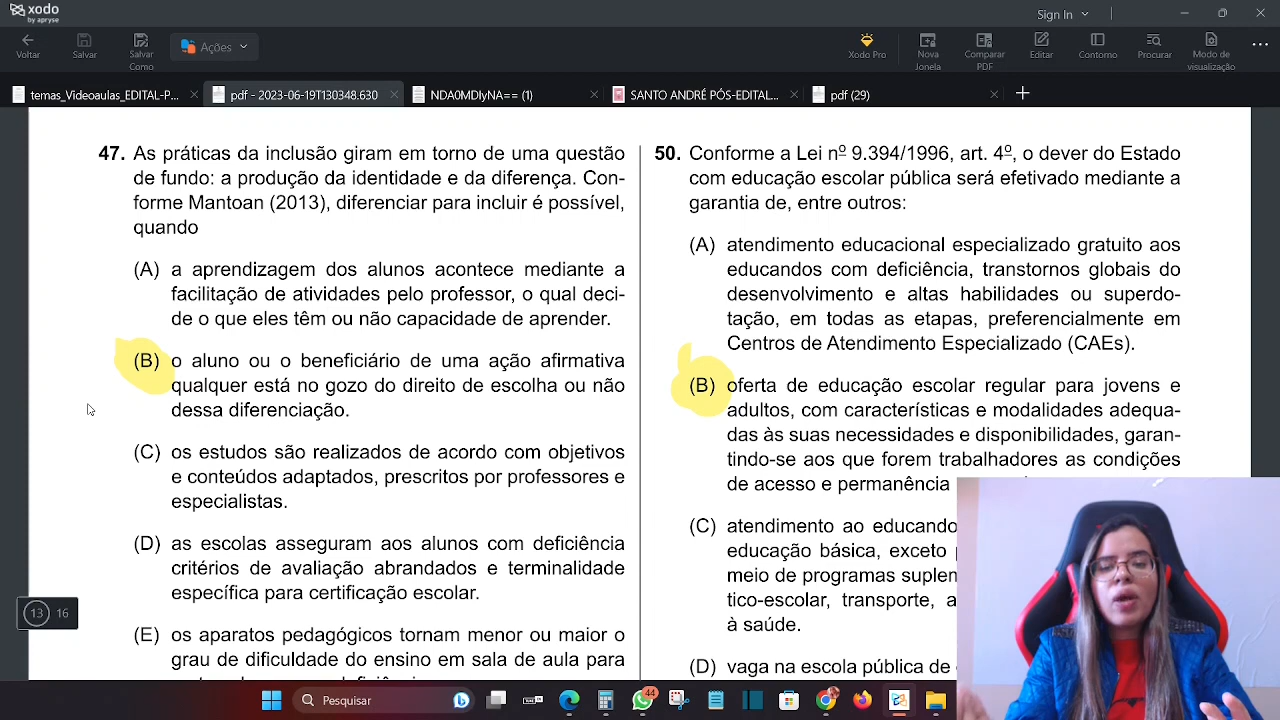 xodo
by apryse
Sign In
Voltar
Salvar
Salvar
Como
Ações
Xodo Pro
Nova
Janela
Comparar
PDF
Editar
Contorno
Procurar
Modo de
visualização
temas_Videoaulas_EDITAL-P...
pdf - 2023-06-19T130348.630
NDA0MDIyNA== (1)
SANTO ANDRÉ PÓS-EDITAL...
pdf (29)
47. As práticas da inclusão giram em torno de uma questão
de fundo: a produção da identidade e da diferença. Con-
forme Mantoan (2013), diferenciar para incluir é possível,
quando
(A) a aprendizagem dos alunos acontece mediante a
facilitação de atividades pelo professor, o qual deci-
de o que eles têm ou não capacidade de aprender.
(B) o aluno ou o beneficiário de uma ação afirmativa
qualquer está no gozo do direito de escolha ou não
dessa diferenciação.
(C) os estudos são realizados de acordo com objetivos
e conteúdos adaptados, prescritos por professores e
especialistas.
(D) as escolas asseguram aos alunos com deficiência
critérios de avaliação abrandados e terminalidade
específica para certificação escolar.
(E) os aparatos pedagógicos tornam menor ou maior o
grau de dificuldade do ensino em sala de aula para
50. Conforme a Lei nº 9.394/1996, art. 4º, o dever do Estado
com educação escolar pública será efetivado mediante a
garantia de, entre outros:
(A) atendimento educacional especializado gratuito aos
educandos com deficiência, transtornos globais do
desenvolvimento e altas habilidades ou superdo-
tação, em todas as etapas, preferencialmente em
Centros de Atendimento Especializado (CAEs).
(B) oferta de educação escolar regular para jovens e
adultos, com características e modalidades adequa-
das às suas necessidades e disponibilidades, garan-
tindo-se aos que forem trabalhadores as condições
de acesso e permanência
(C) atendimento ao educando
educação básica, exceto
meio de programas
tico-escolar, transporte,
à saúde.
(D) vaga na escola pública de
13 16
Pesquisar
44